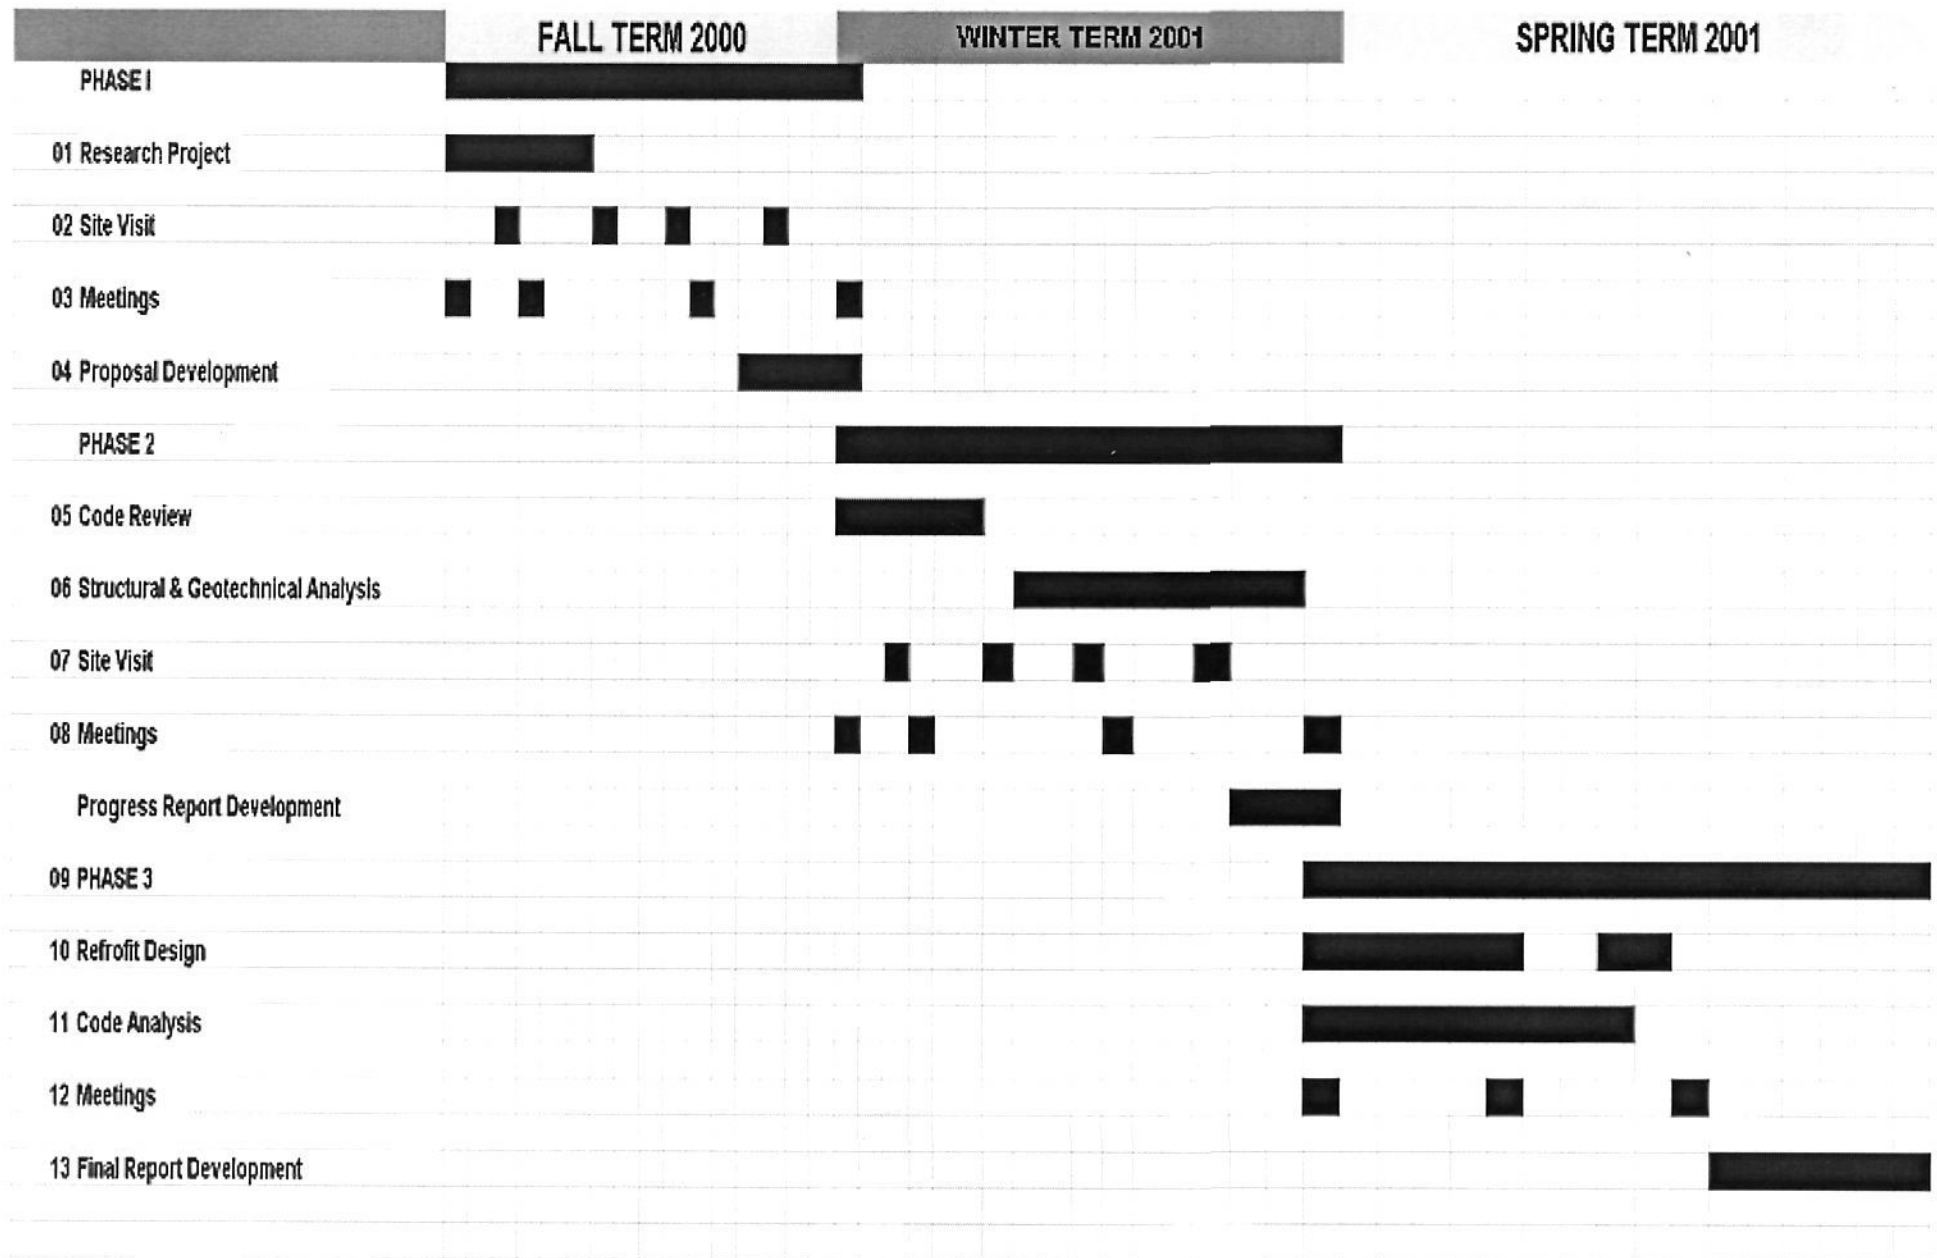 FALL TERM 2000 WINTER TERM 2001 SPRING TERM 2001
PHASE I
01 Research Project
02 Site Visit
03 Meetings
04 Proposal Development
PHASE 2
05 Code Review
06 Structural & Geotechnical Analysis
07 Site Visit
08 Meetings
Progress Report Development
09 PHASE 3
10 Refrofit Design
11 Code Analysis
12 Meetings
13 Final Report Development